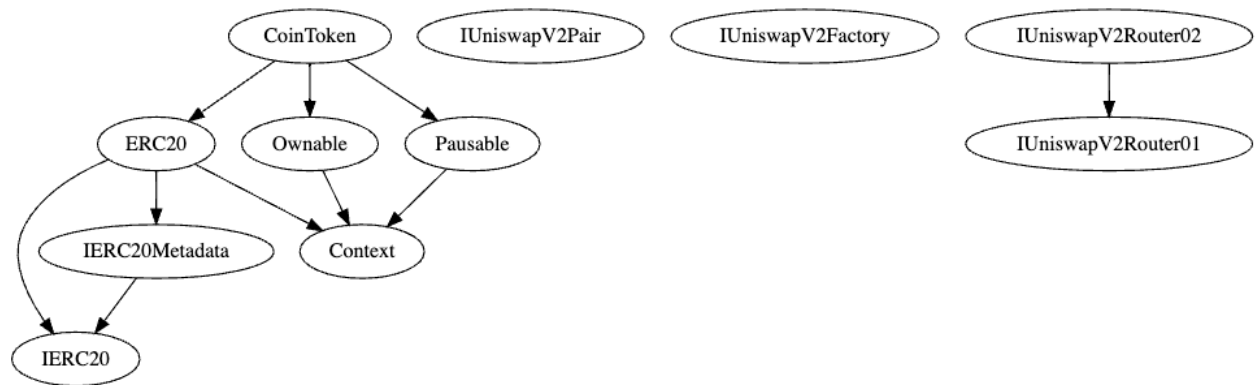 CoinToken
IUniswapV2Pair
IUniswapV2Factory
IUniswapV2Router02
ERC20
Ownable
Pausable
IUniswapV2Router01
IERC20Metadata
Context
IERC20